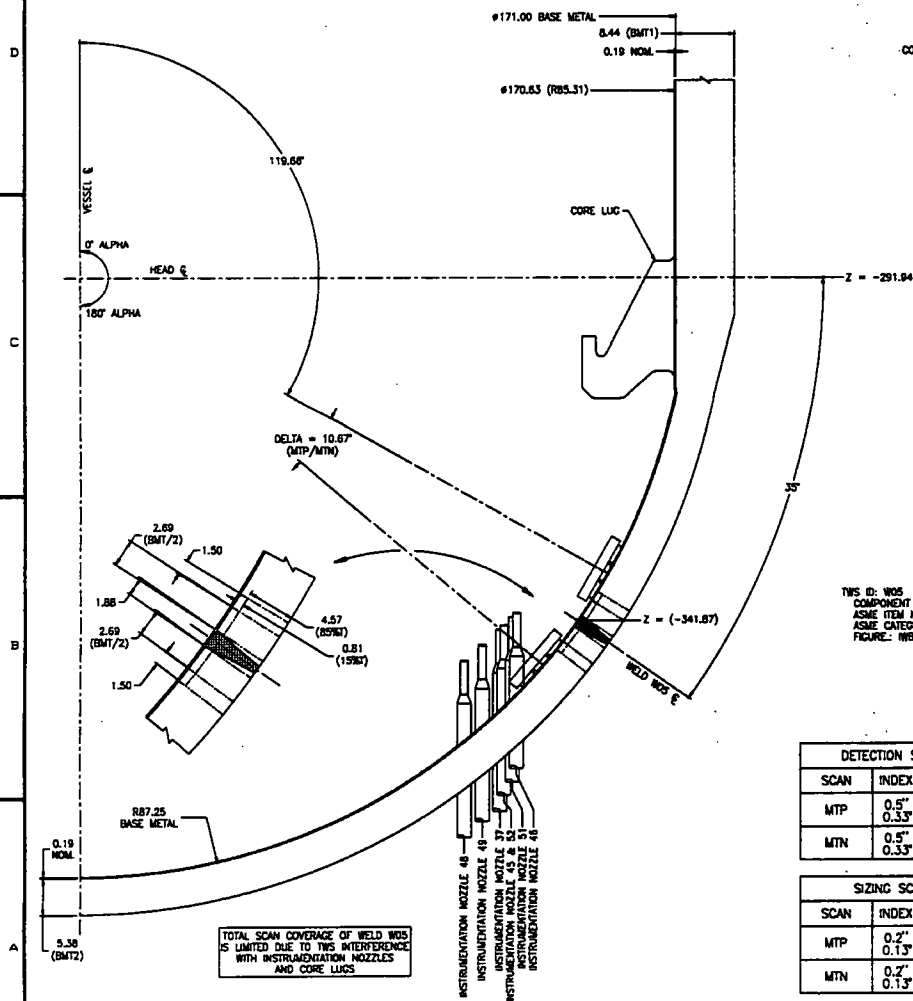 D
C
B
A
ø171.00 BASE METAL
8.44 (BMT1)
0.19 NOM.
ø170.63 (R85.31)
CO
119.66°
VESSEL ℄
0° ALPHA
HEAD ℄
180° ALPHA
CORE LUG
Z = -291.94
DELTA = 10.67°
(MTP/MTN)
35°
2.69
(BMT/2)
1.50
1.88
4.57
(85%T)
0.81
(15%T)
2.69
(BMT/2)
1.50
Z = (-341.87)
WELD W05 ℄
TWS ID: W05
COMPONENT
ASME ITEM
ASME CATEG
FIGURE.: IWB
R87.25
BASE METAL
0.19
NOM.
5.38
(BMT2)
INSTRUMENTATION NOZZLE 48
INSTRUMENTATION NOZZLE 49
INSTRUMENTATION NOZZLE 37
INSTRUMENTATION NOZZLE 45 & 52
INSTRUMENTATION NOZZLE 51
INSTRUMENTATION NOZZLE 46
TOTAL SCAN COVERAGE OF WELD W05
IS LIMITED DUE TO TWS INTERFERENCE
WITH INSTRUMENTATION NOZZLES
AND CORE LUGS
DETECTION S
SCAN INDEX
MTP 0.5"
0.33°
MTN 0.5"
0.33°
SIZING SC
SCAN INDEX
MTP 0.2"
0.13°
MTN 0.2"
0.13°